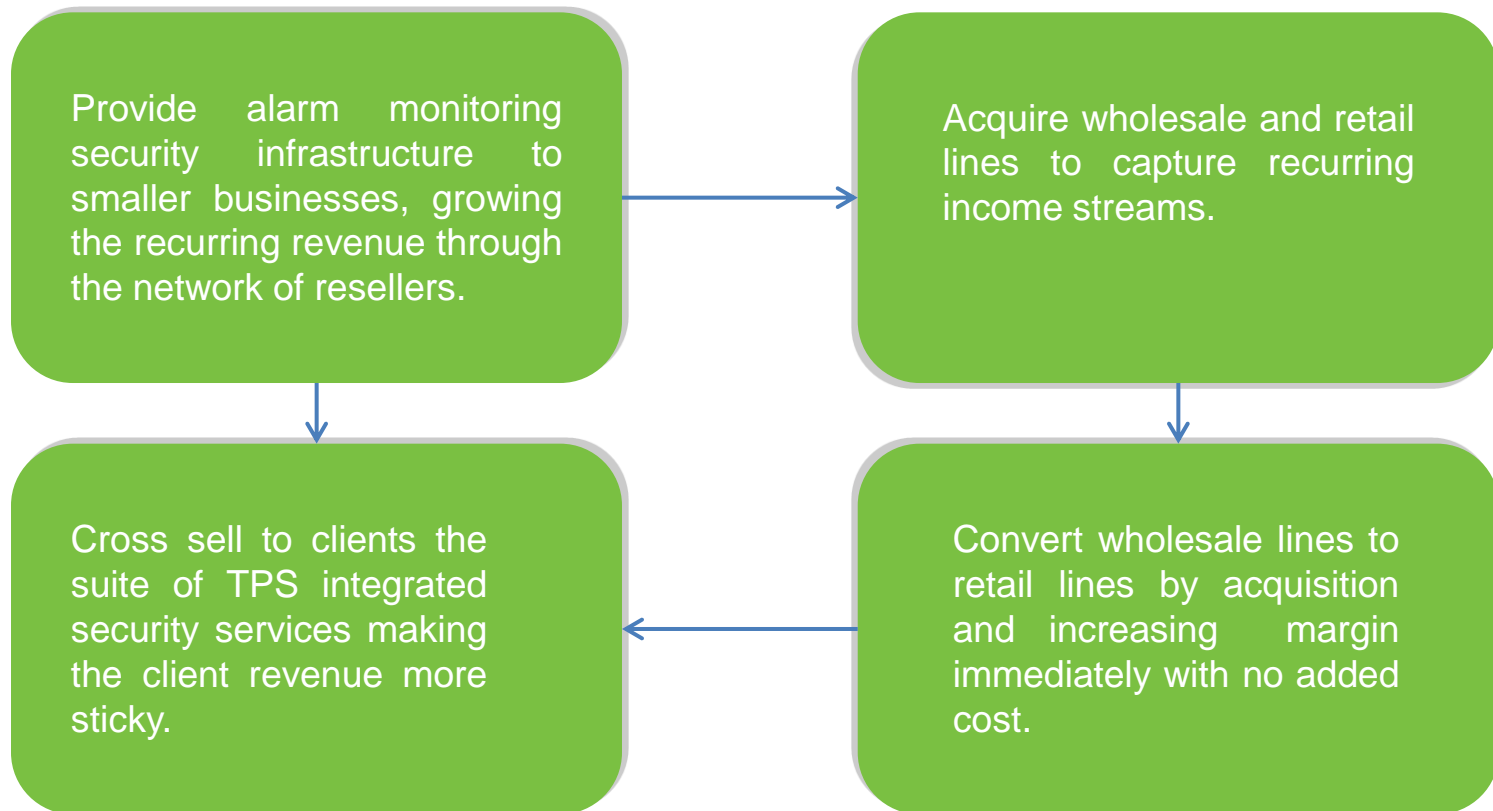 Provide alarm monitoring
security infrastructure to
smaller businesses, growing
the recurring revenue through
the network of resellers.
Acquire wholesale and retail
lines to capture recurring
income streams.
Cross sell to clients the
suite of TPS integrated
security services making
the client revenue more
sticky.
Convert wholesale lines to
retail lines by acquisition
and increasing margin
immediately with no added
cost.